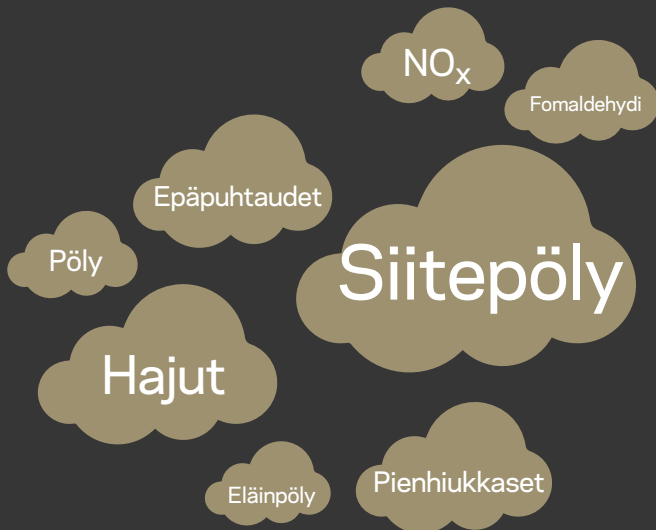 NOx
Fomaldehydi
Epäpuhtaudet
Siitepöly
Pöly
Hajut
Pienhiukkaset
Eläinpöly